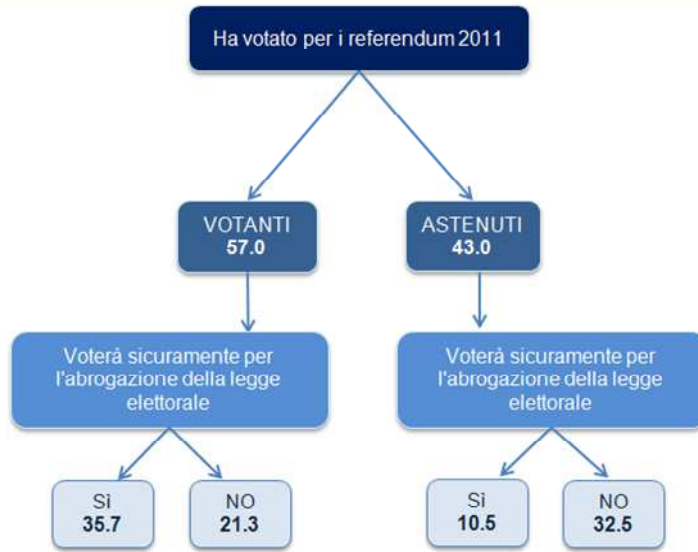 Ha votato per i referendum 2011
VOTANTI
57.0
ASTENUTI
43.0
Voterà sicuramente per
l'abrogazione della legge
elettorale
Voterà sicuramente per
l'abrogazione della legge
elettorale
Sì
35.7
NO
21.3
Sì
10.5
NO
32.5